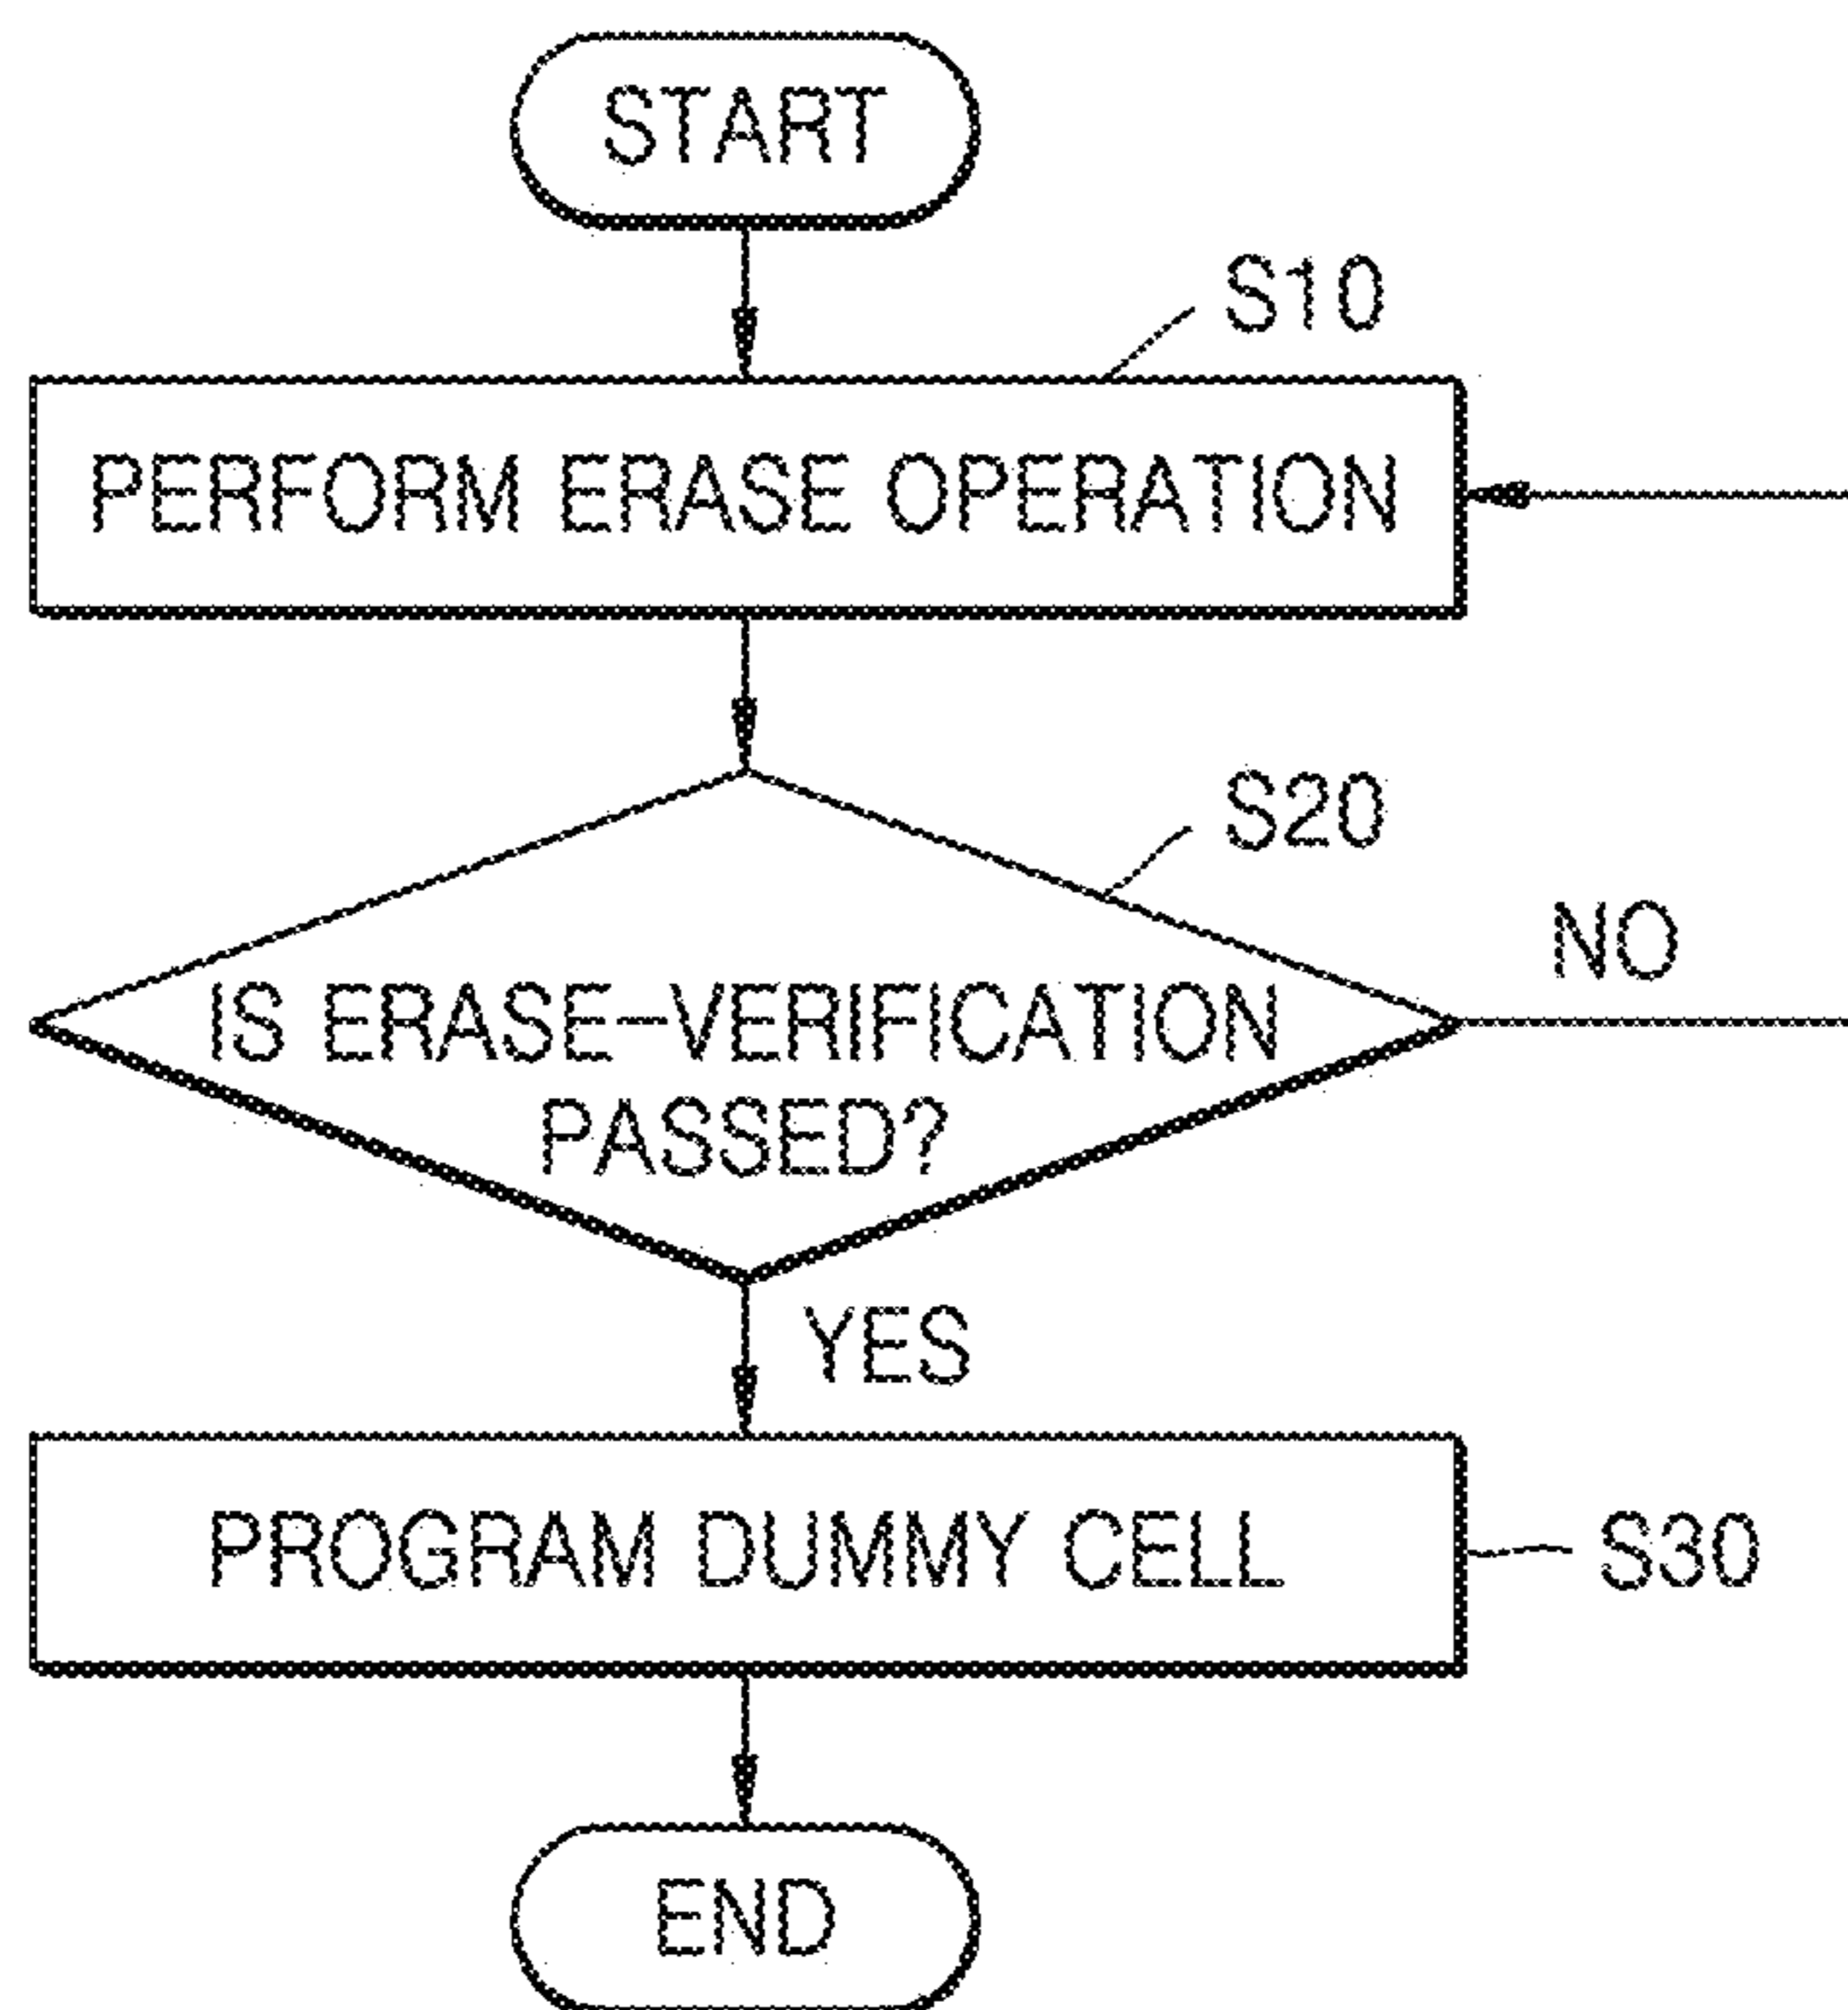 START
S10
PERFORM ERASE OPERATION
S20
NO
IS ERASE-VERIFICATION
PASSED?
YES
PROGRAM DUMMY CELL
S30
END